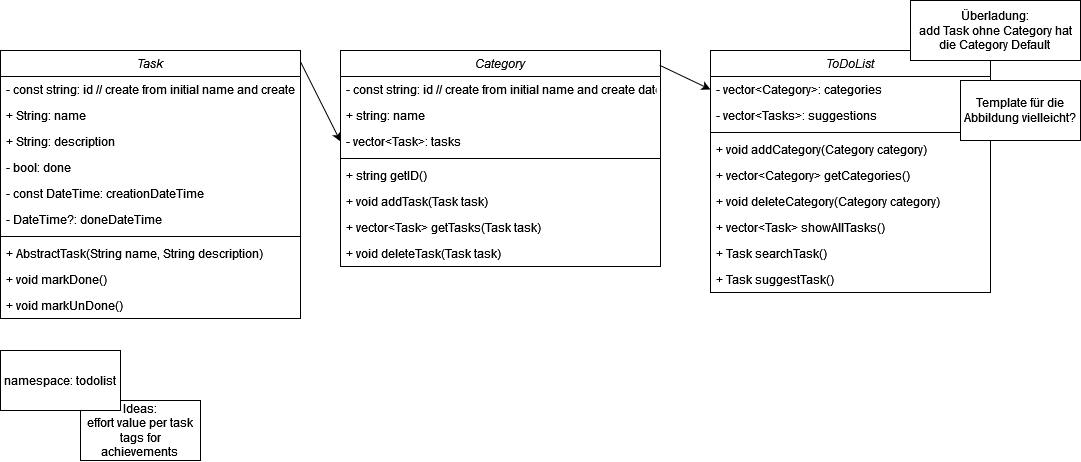 Task
- const string: id // create from initial name and create
+ String: name
+ String: description
- bool: done
- const DateTime: creationDateTime
- DateTime?: doneDateTime
+ AbstractTask(String name, String description)
+ void markDone()
+ void markUnDone()
Category
- const string: id // create from initial name and create dat
+ string: name
- vector<Task>: tasks
+ string getID()
+ void addTask(Task task)
+ vector<Task> getTasks(Task task)
+ void deleteTask(Task task)
ToDoList
- vector<Category>: categories
- vector<Tasks>: suggestions
+ void addCategory(Category category)
+ vector<Category> getCategories()
+ void deleteCategory(Category category)
+ vector<Task> showAllTasks()
+ Task searchTask()
+ Task suggestTask()
Überladung:
add Task ohne Category hat
die Category Default
Template für die
Abbildung vielleicht?
namespace: todolist
Ideas:
effort value per task
tags for
achievements